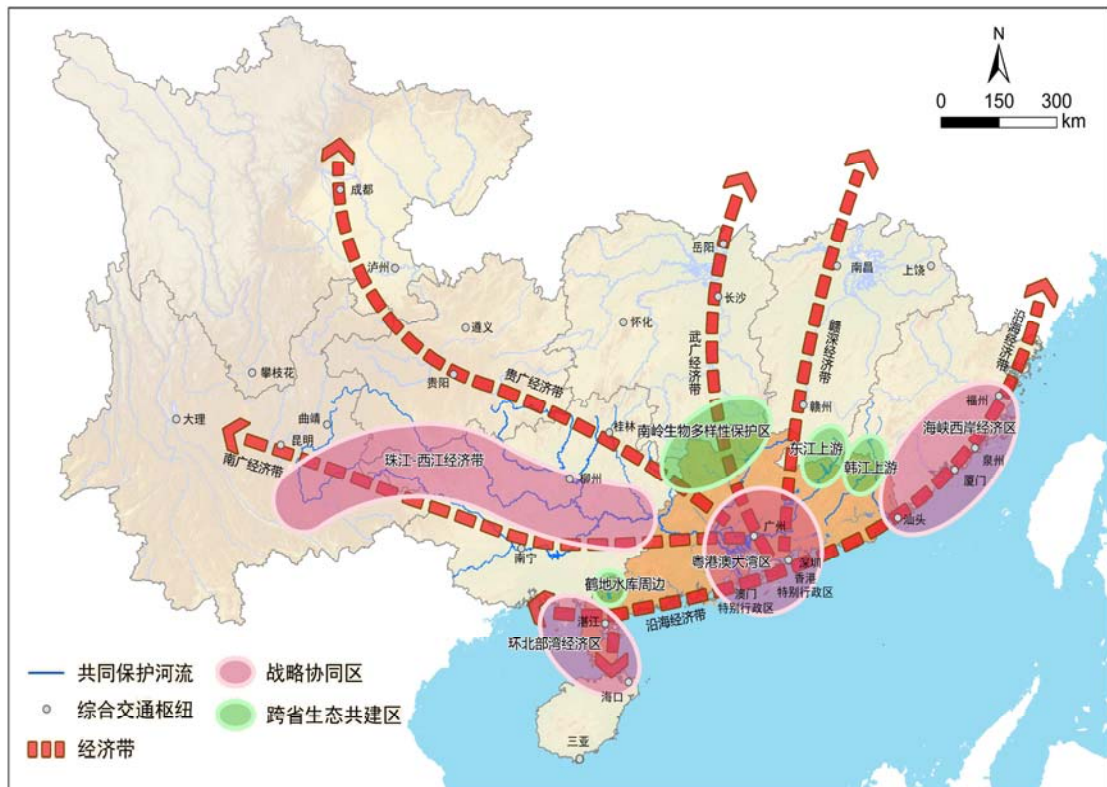 N
0 150 300
km
成都
岳阳
南昌
上饶
泸州
长沙
沿海经济带
遵义
怀化
武广经济带
赣深经济带
攀枝花
贵阳
贵广经济带
赣州
福州
大理
曲靖
桂林
南岭生物多样性保护区
海峡西岸经济区
昆明
东江上游
泉州
南广经济带
珠江-西江经济带
韩江上游
厦门
柳州
汕头
广州
南宁
粤港澳大湾区
深圳
鹤地水库周边
香港
特别行政区
澳门
特别行政区
湛江
沿海经济带
环北部湾经济区
海口
三亚
共同保护河流
战略协同区
综合交通枢纽
跨省生态共建区
经济带